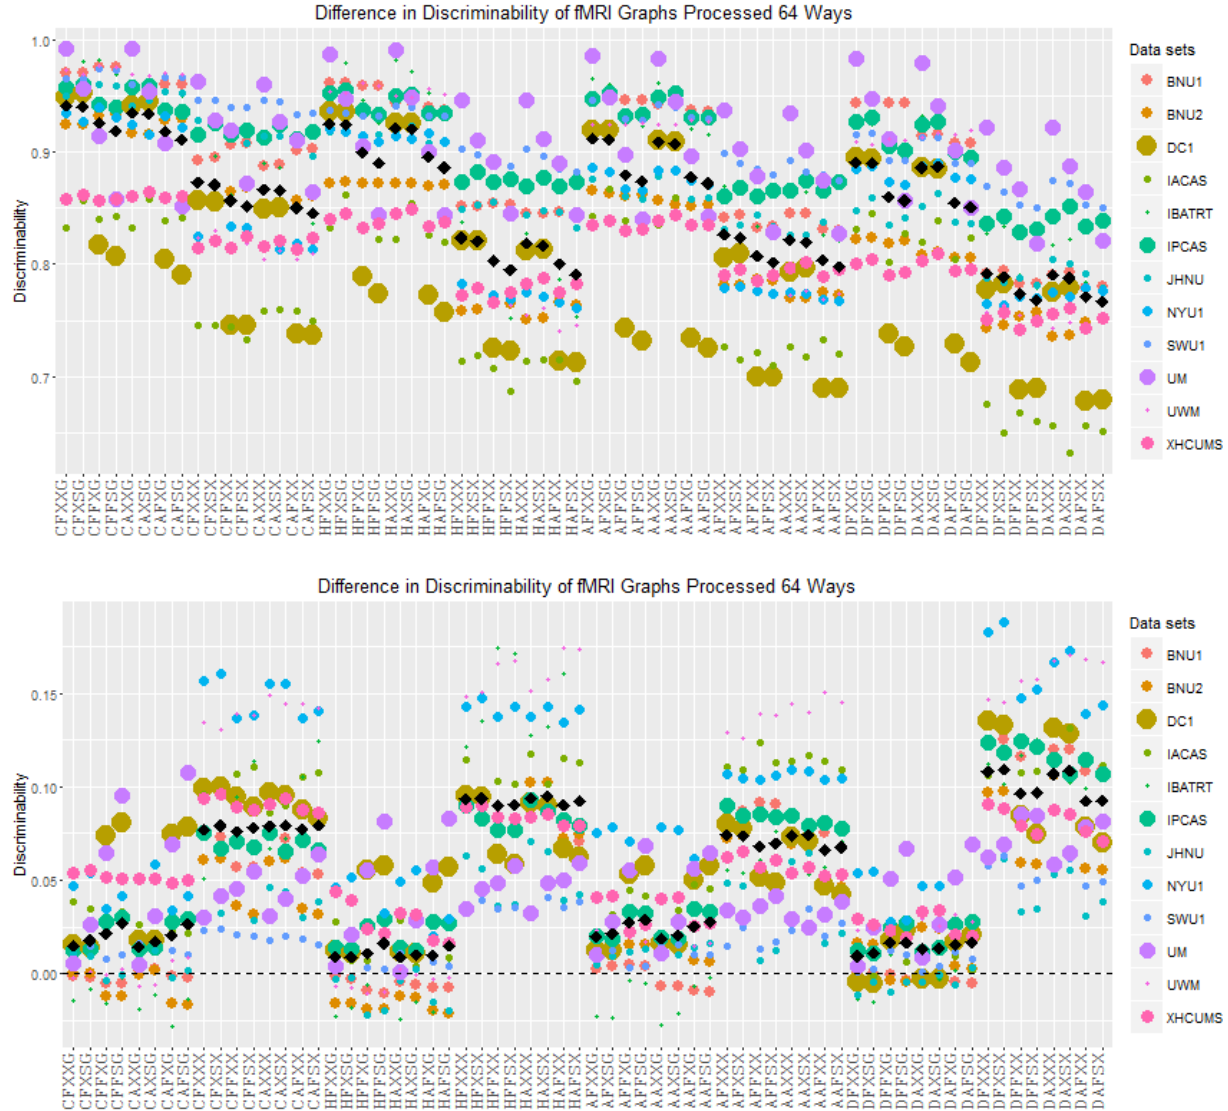 Difference in Discriminability of fMRI Graphs Processed 64 Ways
Discriminability
1.0
0.9
0.8
0.7
CFXXG
CFXSG
CFFXG
CFFSG
CAXXG
CAXSG
CAFXG
CAFSG
CFXXX
CFXSX
CFFXX
CFFSX
CAXXX
CAXSX
CAFXX
CAFSX
HFXXG
HFXSG
HFFXG
HFFSG
HAXXG
HAXSG
HAFXG
HAFSG
HFXXX
HFXSX
HFFXX
HFFSX
HAXXX
HAXSX
HAFXX
HAFSX
AFXXG
AFXSG
AFFXG
AFFSG
AAXXG
AAXSG
AAFXG
AAFSG
AFXXX
AFXSX
AFFXX
AFFSX
AAXXX
AAXSX
AAFXX
AAFSX
DFXXG
DFXSG
DFFXG
DFFSG
DAXXG
DAXSG
DAFXG
DAFSG
DFXXX
DFXSX
DFFXX
DFFSX
DAXXX
DAXSX
DAFXX
DAFSX
Data sets
BNU1
BNU2
DC1
IACAS
IBATRT
IPCAS
JHNU
NYU1
SWU1
UM
UWM
XHCUMS
Difference in Discriminability of fMRI Graphs Processed 64 Ways
Discriminability
0.15
0.10
0.05
0.00
CFXXG
CFXSG
CFFXG
CFFSG
CAXXG
CAXSG
CAFXG
CAFSG
CFXXX
CFXSX
CFFXX
CFFSX
CAXXX
CAXSX
CAFXX
CAFSX
HFXXG
HFXSG
HFFXG
HFFSG
HAXXG
HAXSG
HAFXG
HAFSG
HFXXX
HFXSX
HFFXX
HFFSX
HAXXX
HAXSX
HAFXX
HAFSX
AFXXG
AFXSG
AFFXG
AFFSG
AAXXG
AAXSG
AAFXG
AAFSG
AFXXX
AFXSX
AFFXX
AFFSX
AAXXX
AAXSX
AAFXX
AAFSX
DFXXG
DFXSG
DFFXG
DFFSG
DAXXG
DAXSG
DAFXG
DAFSG
DFXXX
DFXSX
DFFXX
DFFSX
DAXXX
DAXSX
DAFXX
DAFSX
Data sets
BNU1
BNU2
DC1
IACAS
IBATRT
IPCAS
JHNU
NYU1
SWU1
UM
UWM
XHCUMS